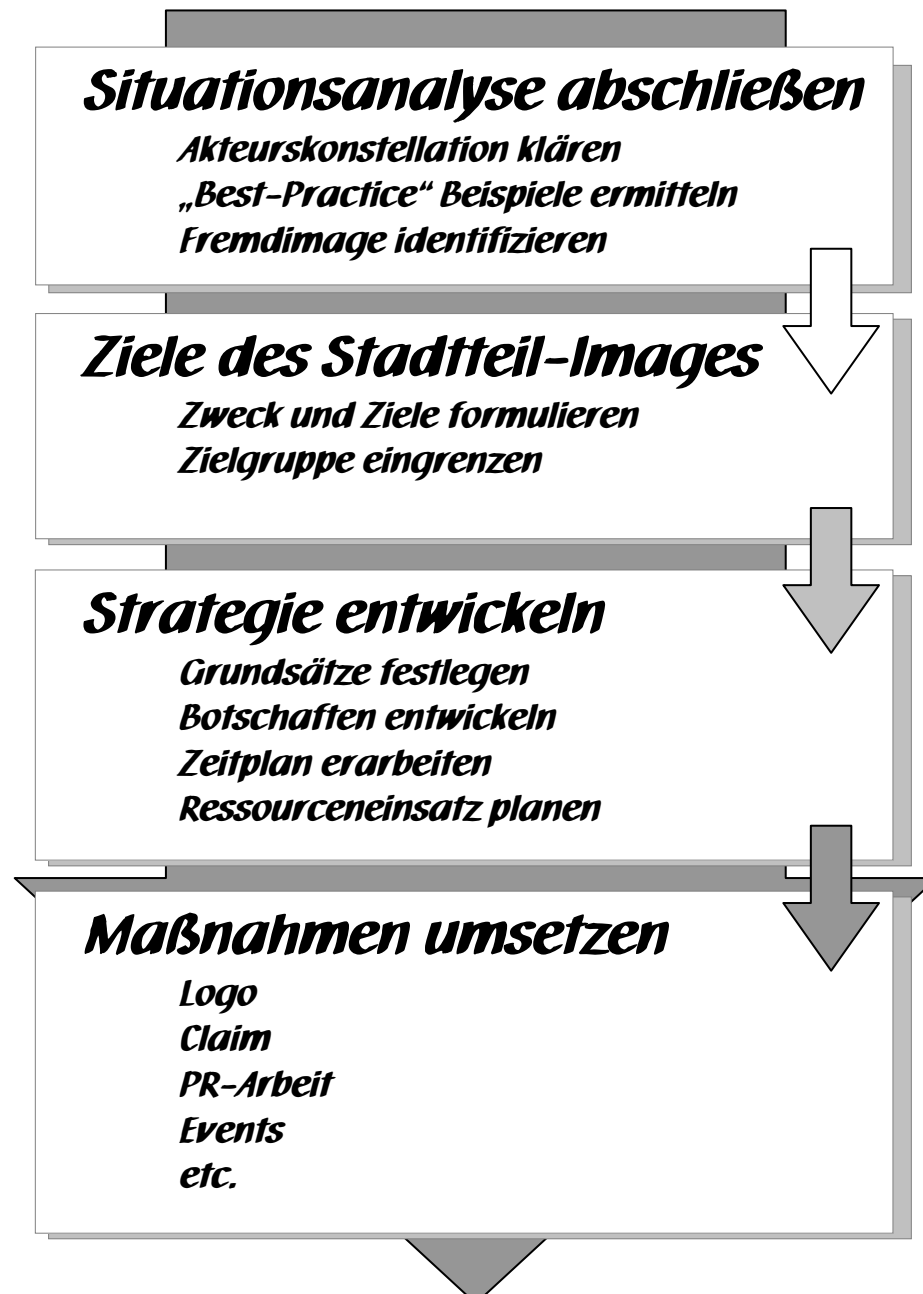 Situationsanalyse abschließen
Akteurskonstellation klären
„Best-Practice“ Beispiele ermitteln
Fremdimage identifizieren
Ziele des Stadtteil-Images
Zweck und Ziele formulieren
Zielgruppe eingrenzen
Strategie entwickeln
Grundsätze festlegen
Botschaften entwickeln
Zeitplan erarbeiten
Ressourceneinsatz planen
Maßnahmen umsetzen
Logo
Claim
PR-Arbeit
Events
etc.